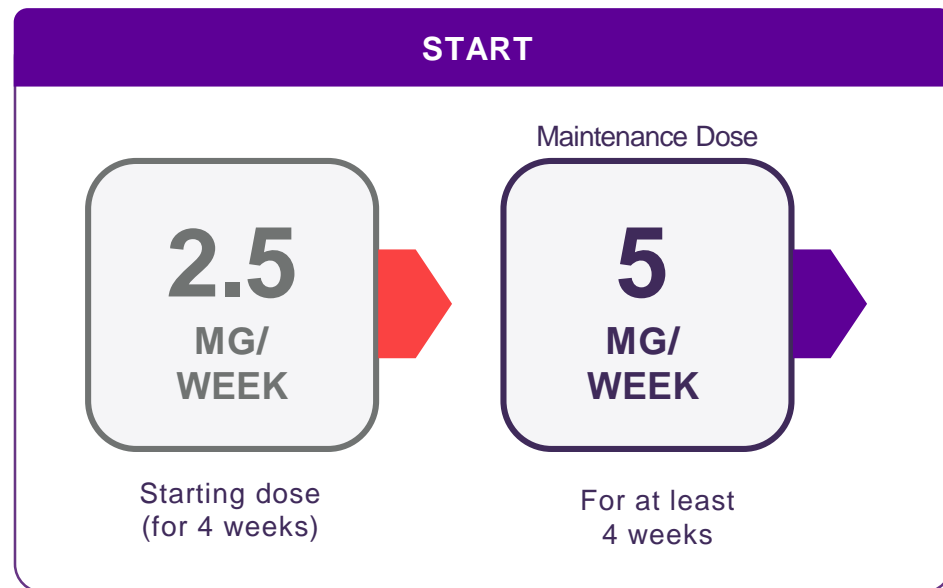 START
2.5
MG/
WEEK
Starting dose
(for 4 weeks)
Maintenance Dose
5
MG/
WEEK
For at least
4 weeks